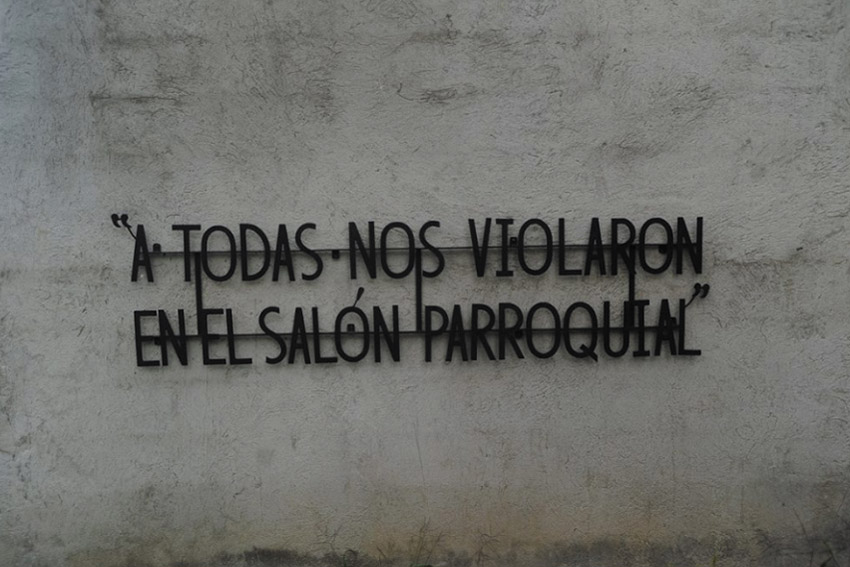 “A TODAS NOS VIOLARON
EN EL SALÓN PARROQUIAL”